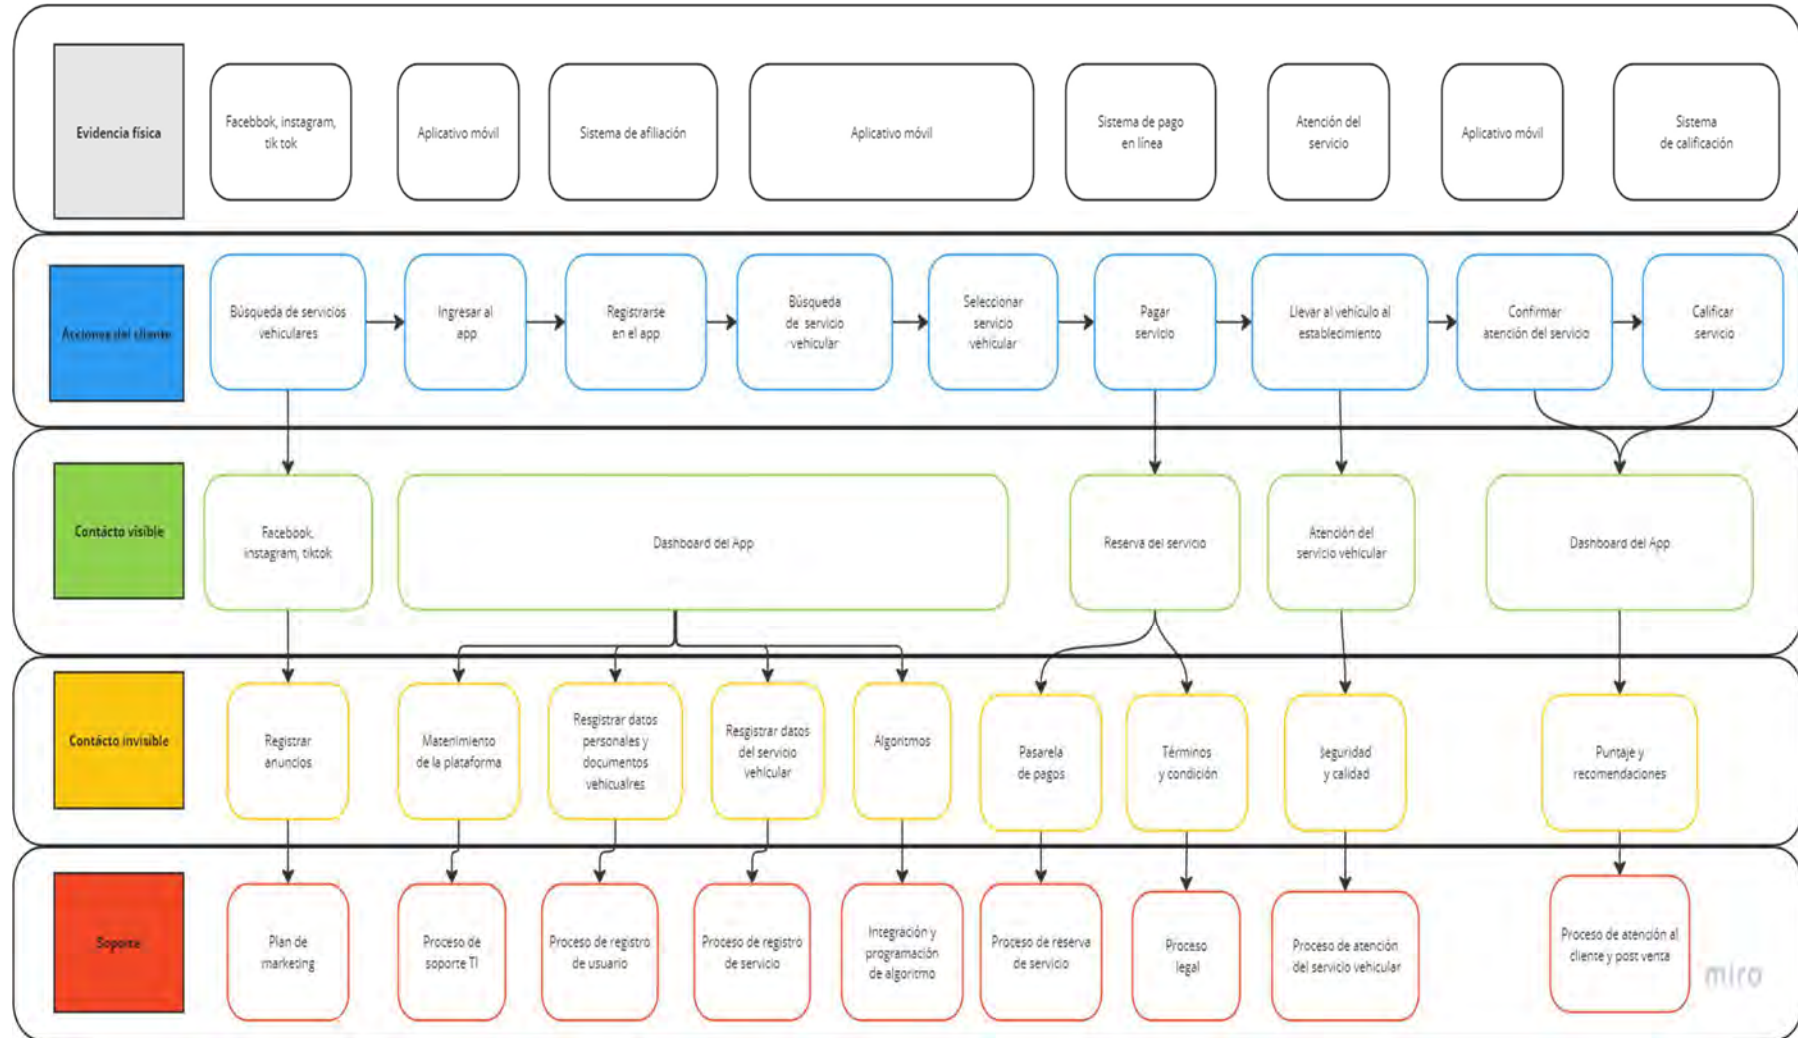 Evidencia física
Facebbok, instagram,
tik tok
Aplicativo móvil
Sistema de afiliación
Aplicativo móvil
Sistema de pago
en línea
Atención del
servicio
Aplicativo móvil
Sistema
de calificación
Acciones del cliente
Búsqueda de servicios
vehiculares
Ingresar al
app
Registrarse
en el app
Búsqueda
de servicio
vehicular
Seleccionar
servicio
vehicular
Pagar
servicio
Llevar al vehículo al
establecimiento
Confirmar
atención del servicio
Calificar
servicio
Contácto visible
Facebook,
instagram, tiktok
Dashboard del App
Reserva del servicio
Atención del
servicio vehicular
Dashboard del App
Contácto invisible
Registrar
anuncios
Matenimiento
de la plataforma
Resgistrar datos
personales y
documentos
vehicualres
Resgistrar datos
del servicio
vehicular
Algoritmos
Pasarela
de pagos
Términos
y condición
Seguridad
y calidad
Puntaje y
recomendaciones
Soporte
Plan de
marketing
Proceso de
soporte TI
Proceso de registro
de usuario
Proceso de registro
de servicio
Integración y
programación
de algoritmo
Proceso de reserva
de servicio
Proceso
legal
Proceso de atención
del servicio vehicular
Proceso de atención al
cliente y post venta
miro